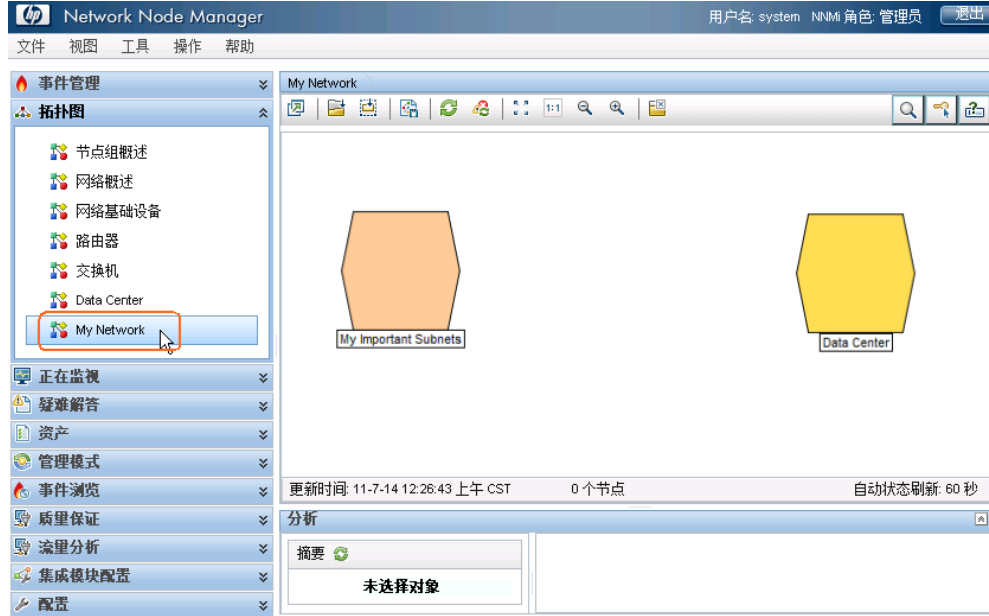 hp Network Node Manager 用户名: system NNMi 角色: 管理员 退出
文件 视图 工具 操作 帮助
事件管理
拓扑图
节点组概述
网络概述
网络基础设备
路由器
交换机
Data Center
My Network
正在监视
疑难解答
资产
管理模式
事件浏览
质量保证
流量分析
集成模块配置
配置
My Network
1:1
My Important Subnets
Data Center
更新时间: 11-7-14 12:26:43 上午 CST 0 个节点 自动状态刷新: 60 秒
分析
摘要
未选择对象